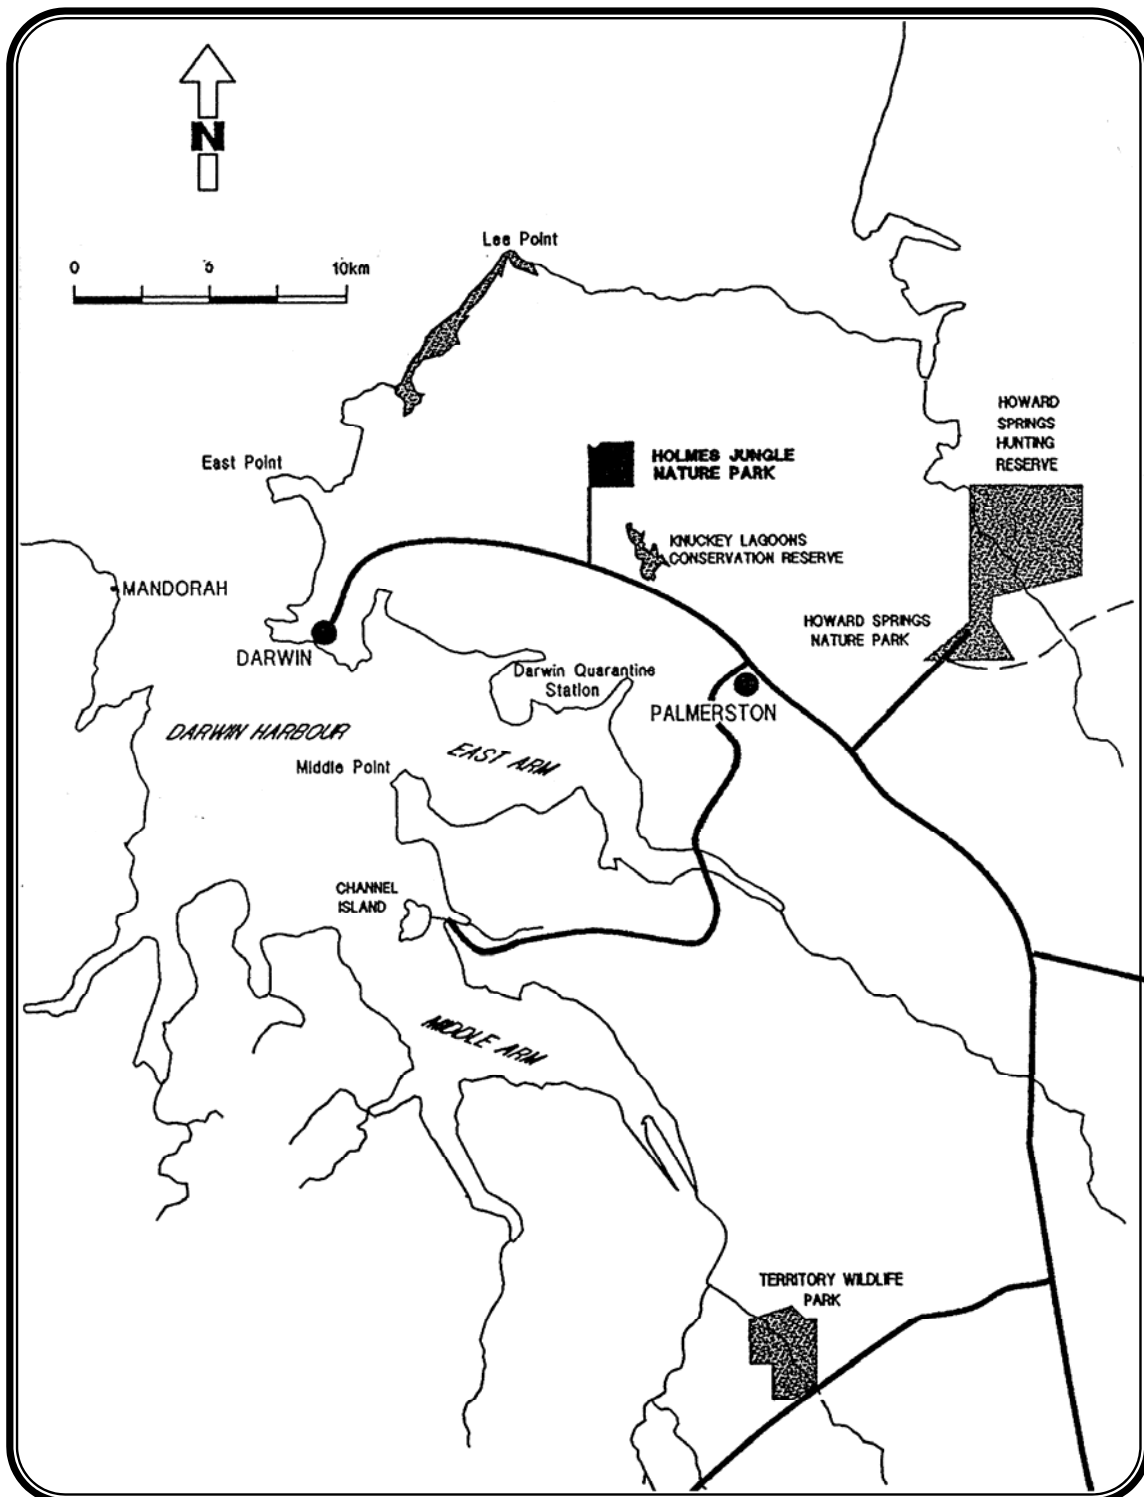 N
Lee Point
0 5 10km
HOWARD
SPRINGS
HUNTING
RESERVE
East Point
HOLMES JUNGLE
NATURE PARK
KNUCKEY LAGOONS
CONSERVATION RESERVE
MANDORAH
HOWARD SPRINGS
NATURE PARK
DARWIN
Darwin Quarantine
Station
PALMERSTON
DARWIN HARBOUR
EAST ARM
Middle Point
CHANNEL
ISLAND
MIDDLE ARM
TERRITORY WILDLIFE
PARK